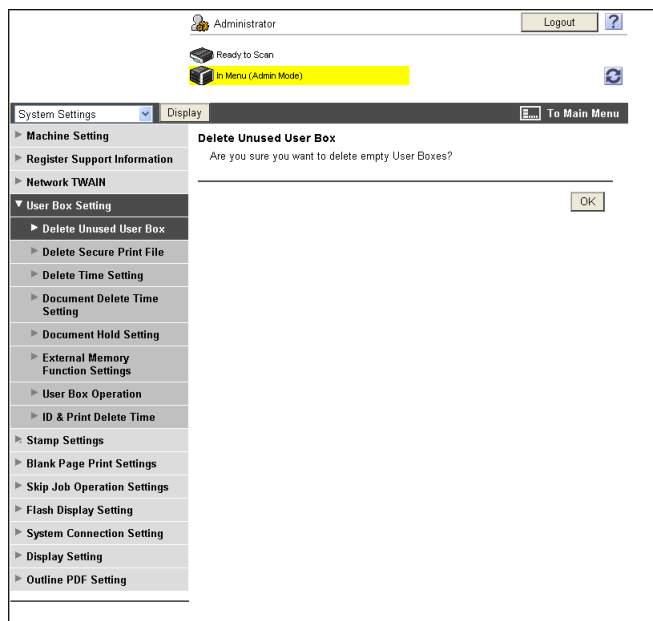 Administrator
Logout
?
Ready to Scan
In Menu (Admin Mode)
System Settings
Display
To Main Menu
Machine Setting
Register Support Information
Network TWAIN
User Box Setting
Delete Unused User Box
Delete Secure Print File
Delete Time Setting
Document Delete Time
Setting
Document Hold Setting
External Memory
Function Settings
User Box Operation
ID & Print Delete Time
Stamp Settings
Blank Page Print Settings
Skip Job Operation Settings
Flash Display Setting
System Connection Setting
Display Setting
Outline PDF Setting
Delete Unused User Box
Are you sure you want to delete empty User Boxes?
OK